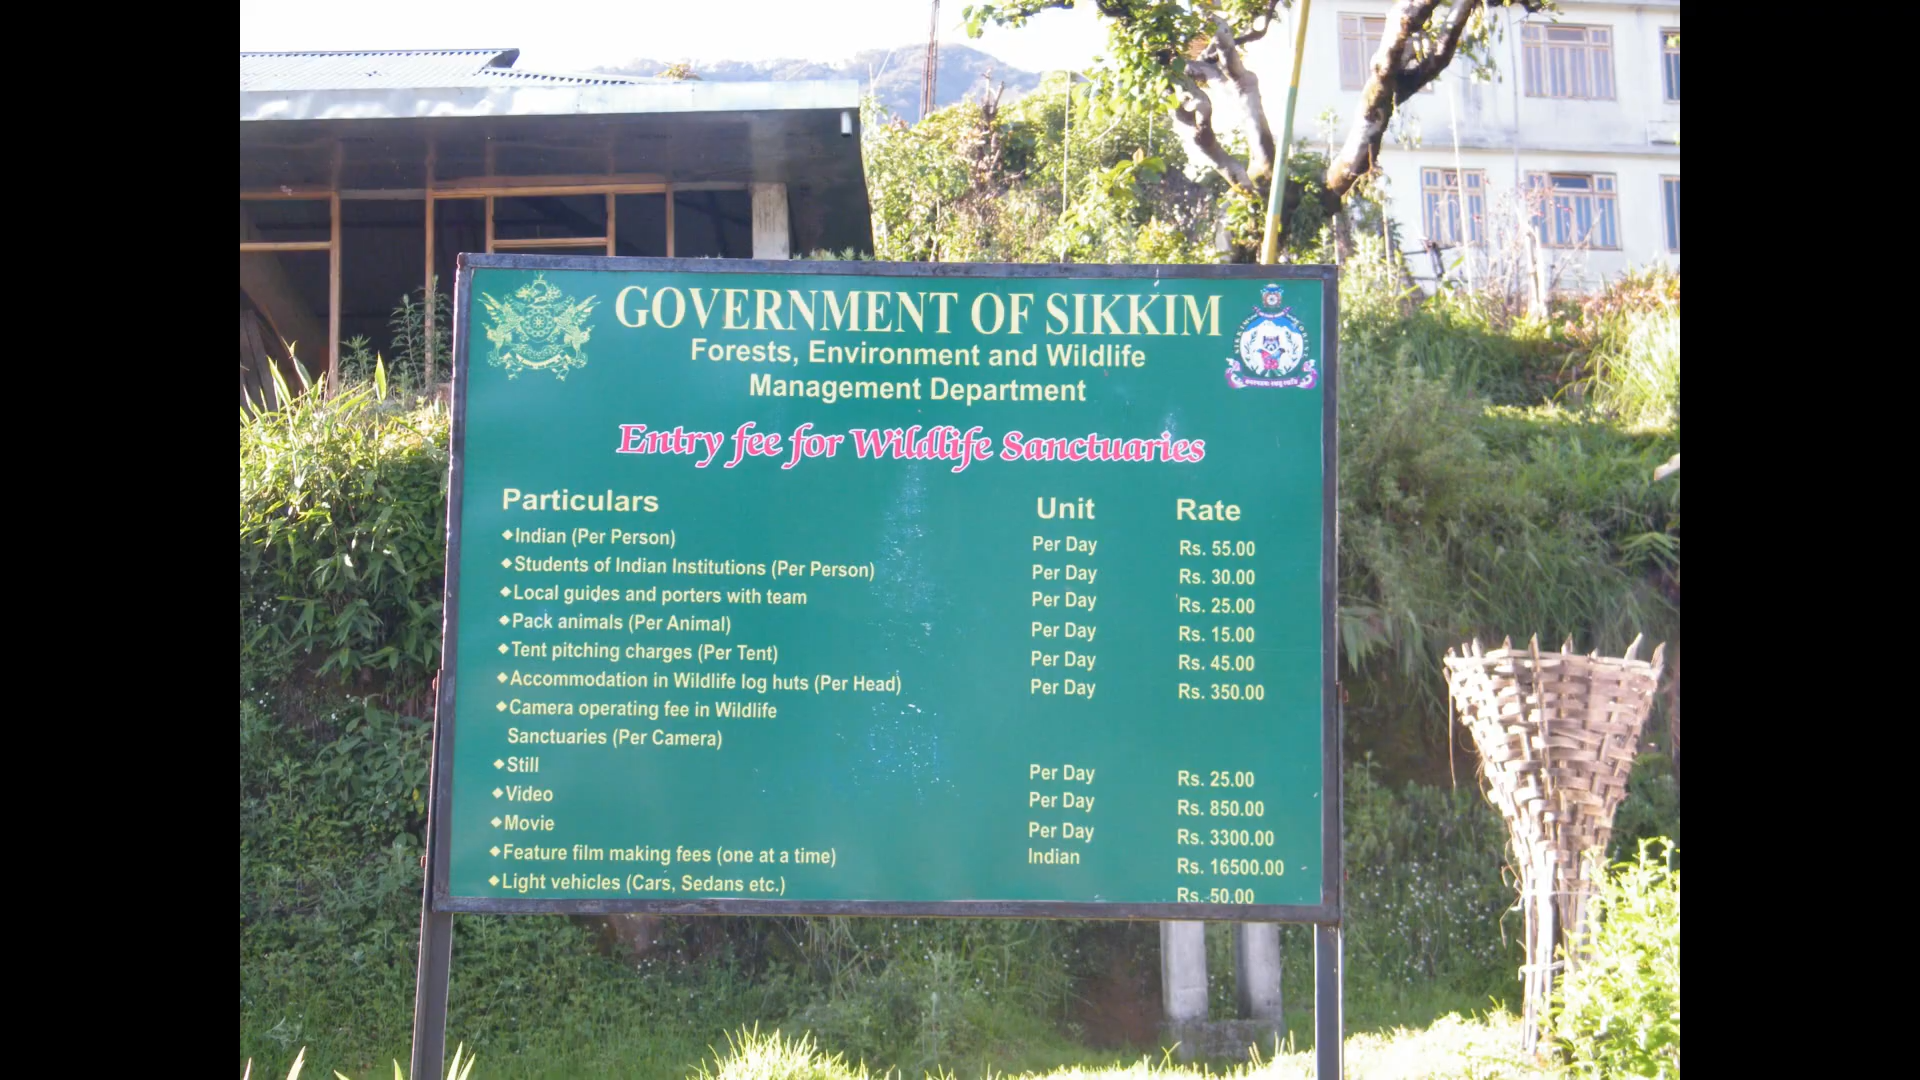 GOVERNMENT OF SIKKIM
Forests, Environment and Wildlife
Management Department
Entry fee for Wildlife Sanctuaries
Particulars Unit Rate
◆Indian (Per Person) Per Day Rs. 55.00
◆Students of Indian Institutions (Per Person) Per Day Rs. 30.00
◆Local guides and porters with team Per Day Rs. 25.00
◆Pack animals (Per Animal) Per Day Rs. 15.00
◆Tent pitching charges (Per Tent) Per Day Rs. 45.00
◆Accommodation in Wildlife log huts (Per Head) Per Day Rs. 350.00
◆Camera operating fee in Wildlife
Sanctuaries (Per Camera)
◆Still Per Day Rs. 25.00
◆Video Per Day Rs. 850.00
◆Movie Per Day Rs. 3300.00
◆Feature film making fees (one at a time) Indian Rs. 16500.00
◆Light vehicles (Cars, Sedans etc.) Rs. 50.00